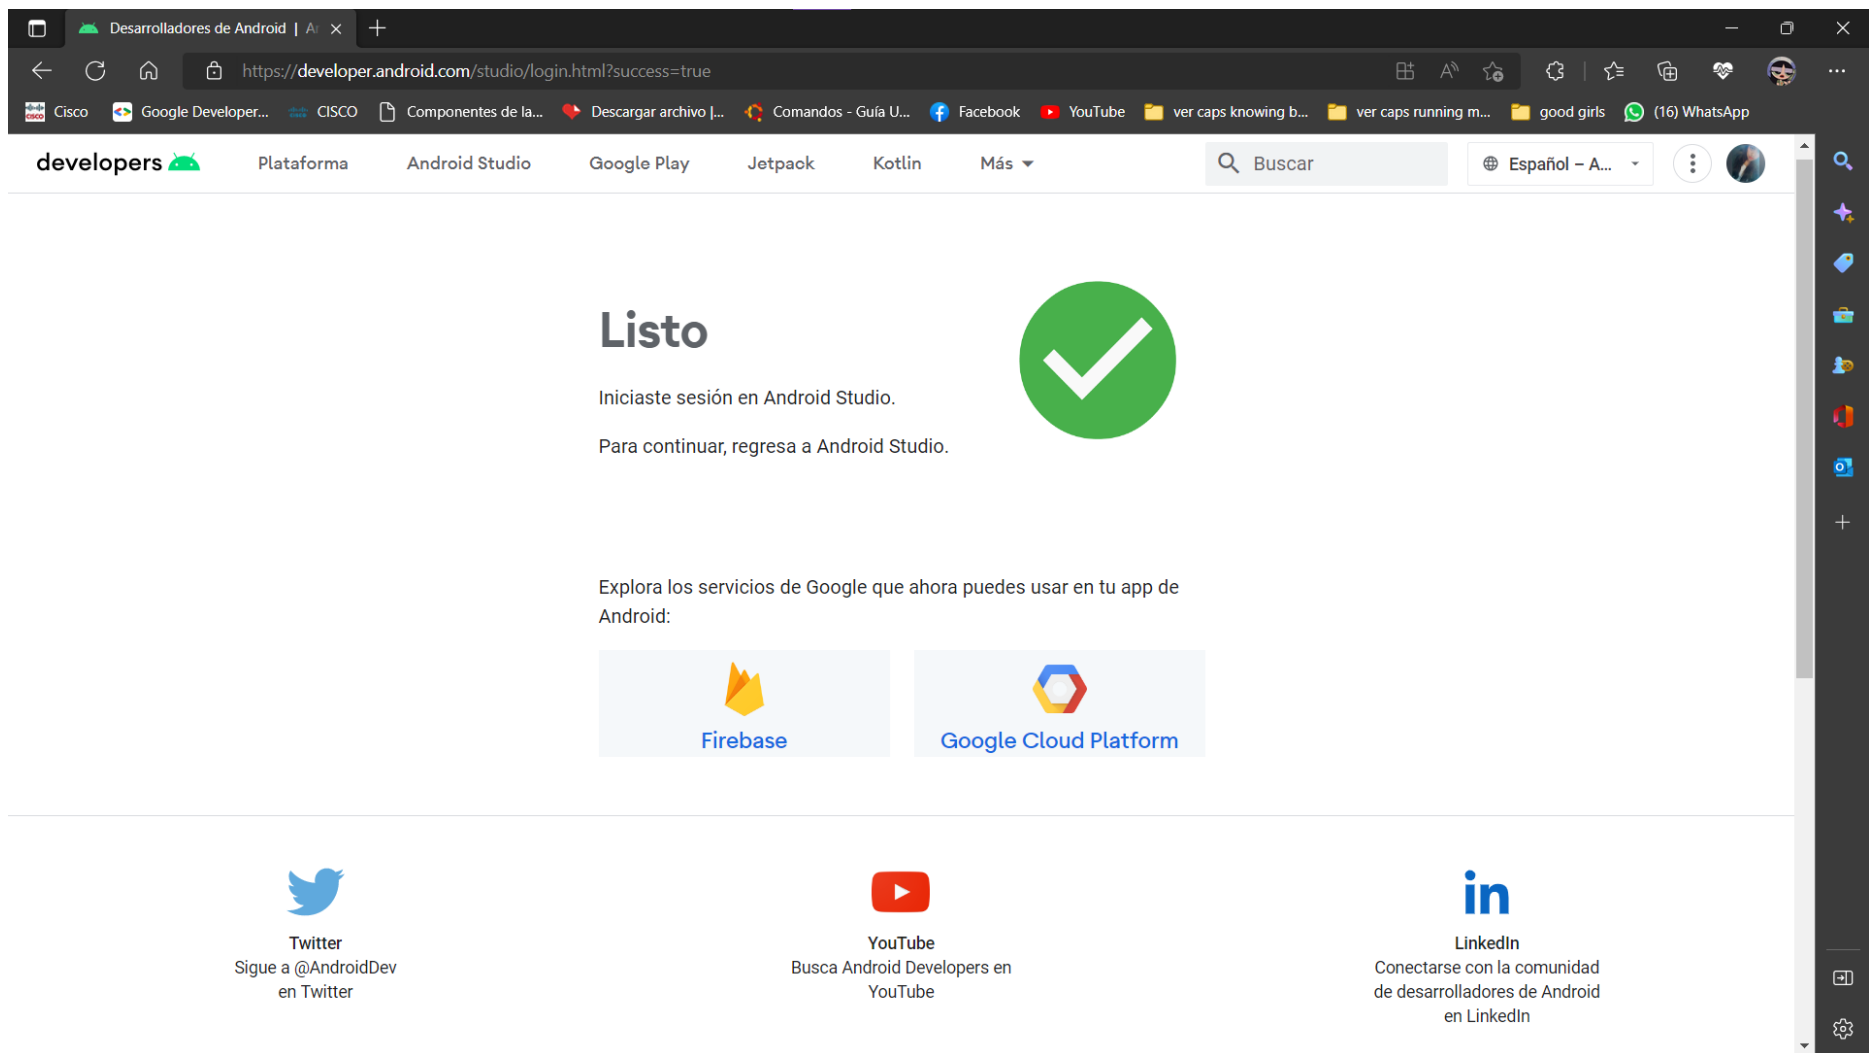 Desarrolladores de Android | A
https://developer.android.com/studio/login.html?success=true
Cisco Google Developer... CISCO Componentes de la... Descargar archivo |... Comandos - Guía U... Facebook YouTube ver caps knowing b... ver caps running m... good girls (16) WhatsApp
developers Plataforma Android Studio Google Play Jetpack Kotlin Más Buscar Español – A...
Listo
Iniciaste sesión en Android Studio.
Para continuar, regresa a Android Studio.
Explora los servicios de Google que ahora puedes usar en tu app de
Android:
Firebase Google Cloud Platform
Twitter
Sigue a @AndroidDev
en Twitter
YouTube
Busca Android Developers en
YouTube
LinkedIn
Conectarse con la comunidad
de desarrolladores de Android
en LinkedIn